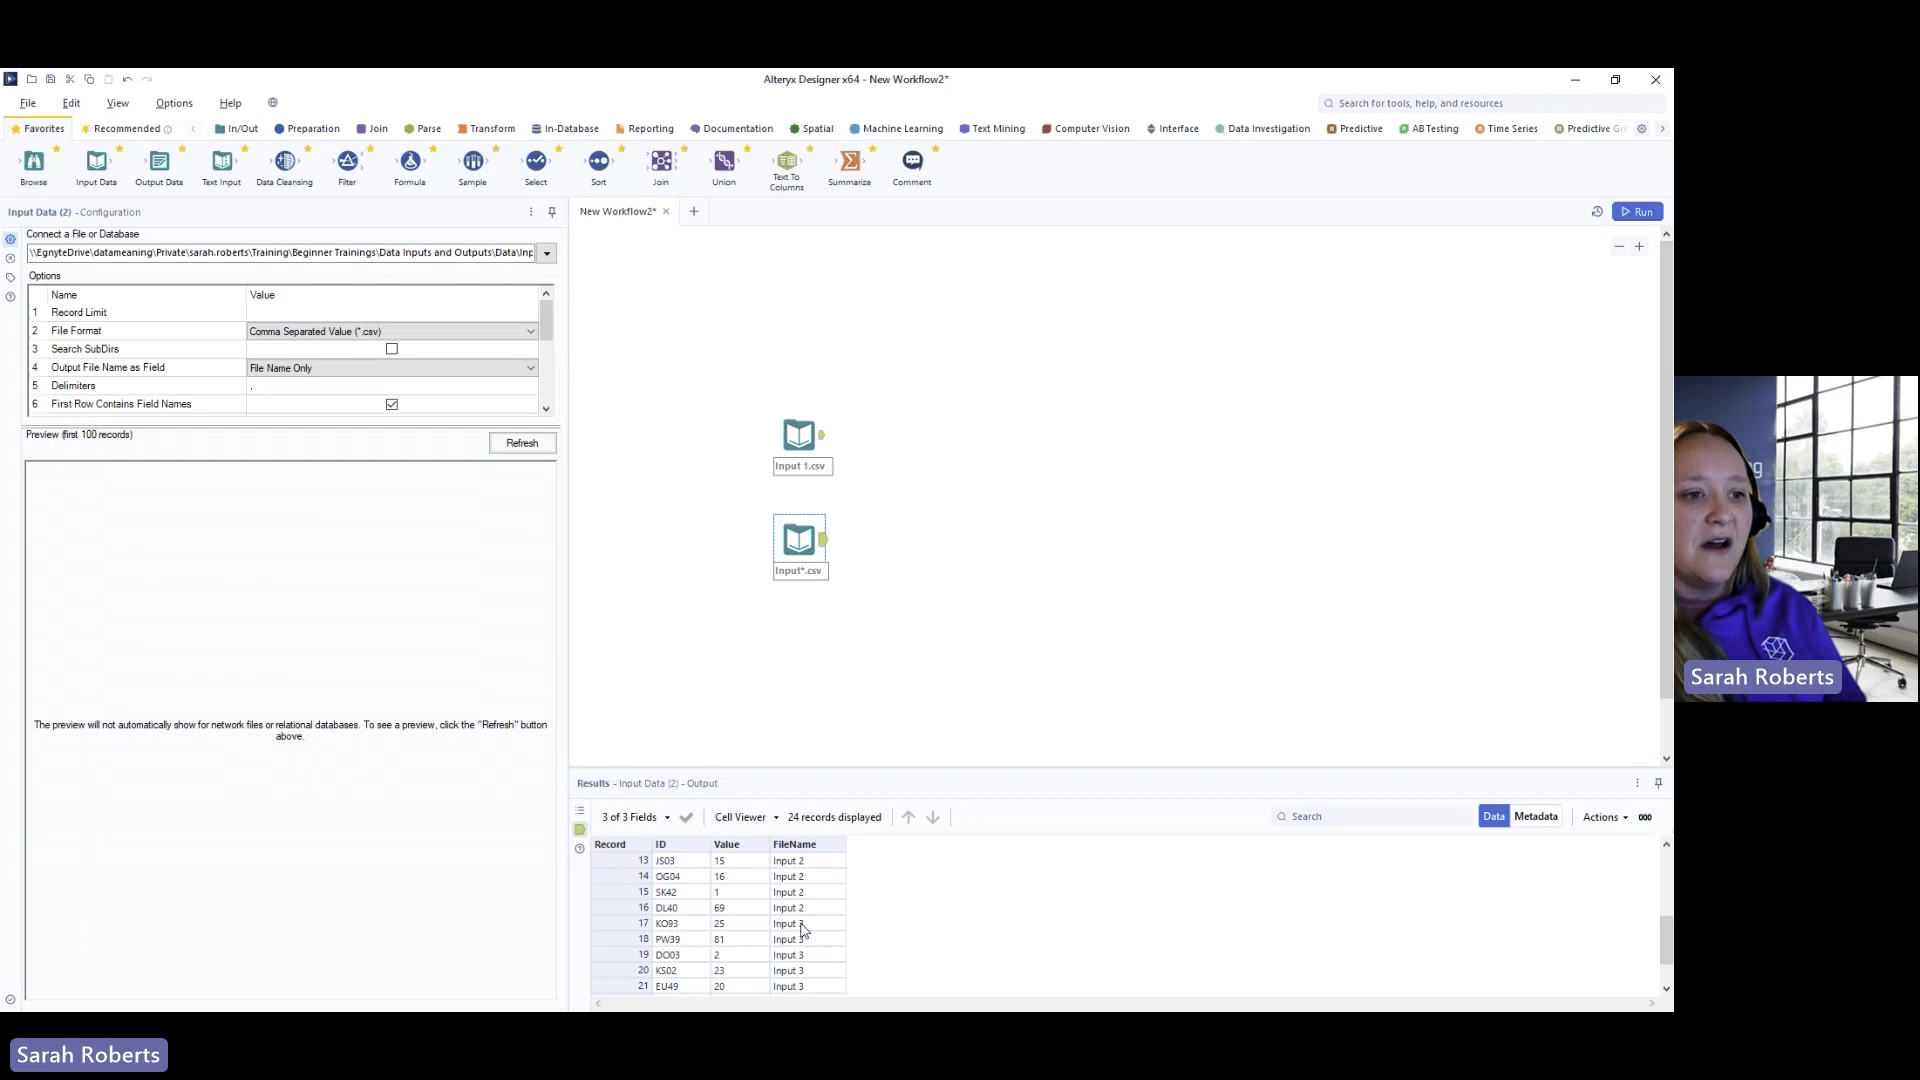 Alteryx Designer x64 - New Workflow2*
File Edit View Options Help
Search for tools, help, and resources
Favorites Recommended In/Out Preparation Join Parse Transform In-Database Reporting Documentation Spatial Machine Learning Text Mining Computer Vision Interface Data Investigation Predictive AB Testing Time Series Predictive Gr
Browse Input Data Output Data Text Input Data Cleansing Filter Formula Sample Select Sort Join Union Text To Columns Summarize Comment
Input Data (2) - Configuration
New Workflow2*
Run
Connect a File or Database
\\EgnyteDrive\datameaning\Private\sarah.roberts\Training\Beginner Trainings\Data Inputs and Outputs\Data\Inp
Options
Name Value
1 Record Limit
2 File Format Comma Separated Value (*.csv)
3 Search SubDirs
4 Output File Name as Field File Name Only
5 Delimiters ,
6 First Row Contains Field Names
Preview (first 100 records)
Refresh
The preview will not automatically show for network files or relational databases. To see a preview, click the "Refresh" button
above.
Input 1.csv
Input*.csv
Results - Input Data (2) - Output
3 of 3 Fields Cell Viewer 24 records displayed Search Data Metadata Actions 000
Record ID Value FileName
13 JS03 15 Input 2
14 OG04 16 Input 2
15 SK42 1 Input 2
16 DL40 69 Input 2
17 KO93 25 Input
18 PW39 81 Input 3
19 DO03 2 Input 3
20 KS02 23 Input 3
21 EU49 20 Input 3
Sarah Roberts
Sarah Roberts